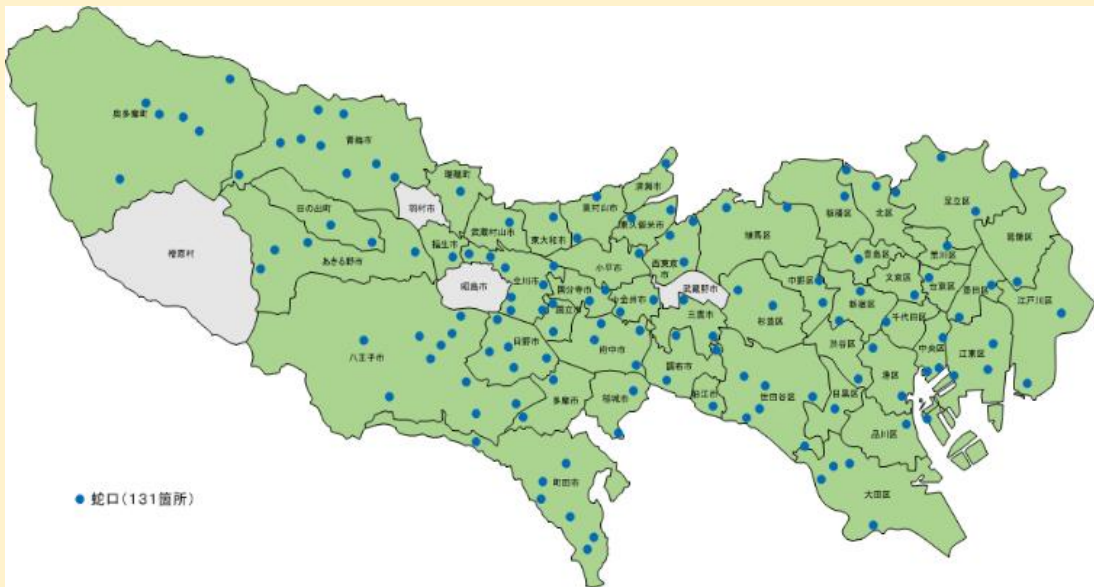 奥多摩町
青梅市
瑞穂町
羽村市
日の出町
檜原村
あきる野市
福生市
武蔵村山市
東大和市
東村山市
清瀬市
東久留米市
昭島市
立川市
小平市
西東京市
国分寺市
小金井市
武蔵野市
国立市
三鷹市
八王子市
日野市
府中市
調布市
多摩市
稲城市
狛江市
町田市
練馬区
板橋区
北区
足立区
葛飾区
荒川区
豊島区
文京区
台東区
墨田区
江戸川区
中野区
新宿区
千代田区
杉並区
渋谷区
中央区
江東区
港区
世田谷区
目黒区
品川区
大田区
蛇口(131箇所)